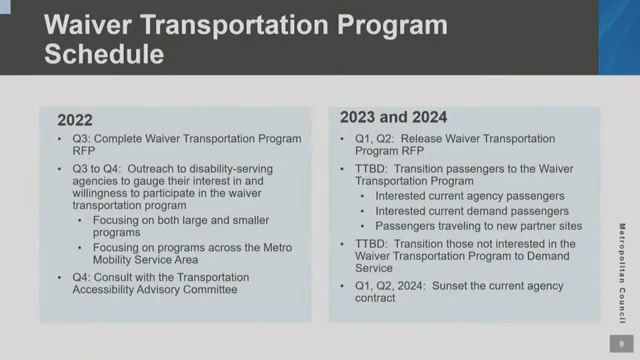 Waiver Transportation Program
Schedule
2022
• Q3: Complete Waiver Transportation Program
RFP
• Q3 to Q4: Outreach to disability-serving
agencies to gauge their interest in and
willingness to participate in the waiver
transportation program
• Focusing on both large and smaller
programs
• Focusing on programs across the Metro
Mobility Service Area
• Q4: Consult with the Transportation
Accessibility Advisory Committee
2023 and 2024
• Q1, Q2: Release Waiver Transportation
Program RFP
• TTBD: Transition passengers to the Waiver
Transportation Program
• Interested current agency passengers
• Interested current demand passengers
• Passengers traveling to new partner sites
• TTBD: Transition those not interested in the
Waiver Transportation Program to Demand
Service
• Q1, Q2, 2024: Sunset the current agency
contract
Metropolitan Council
9